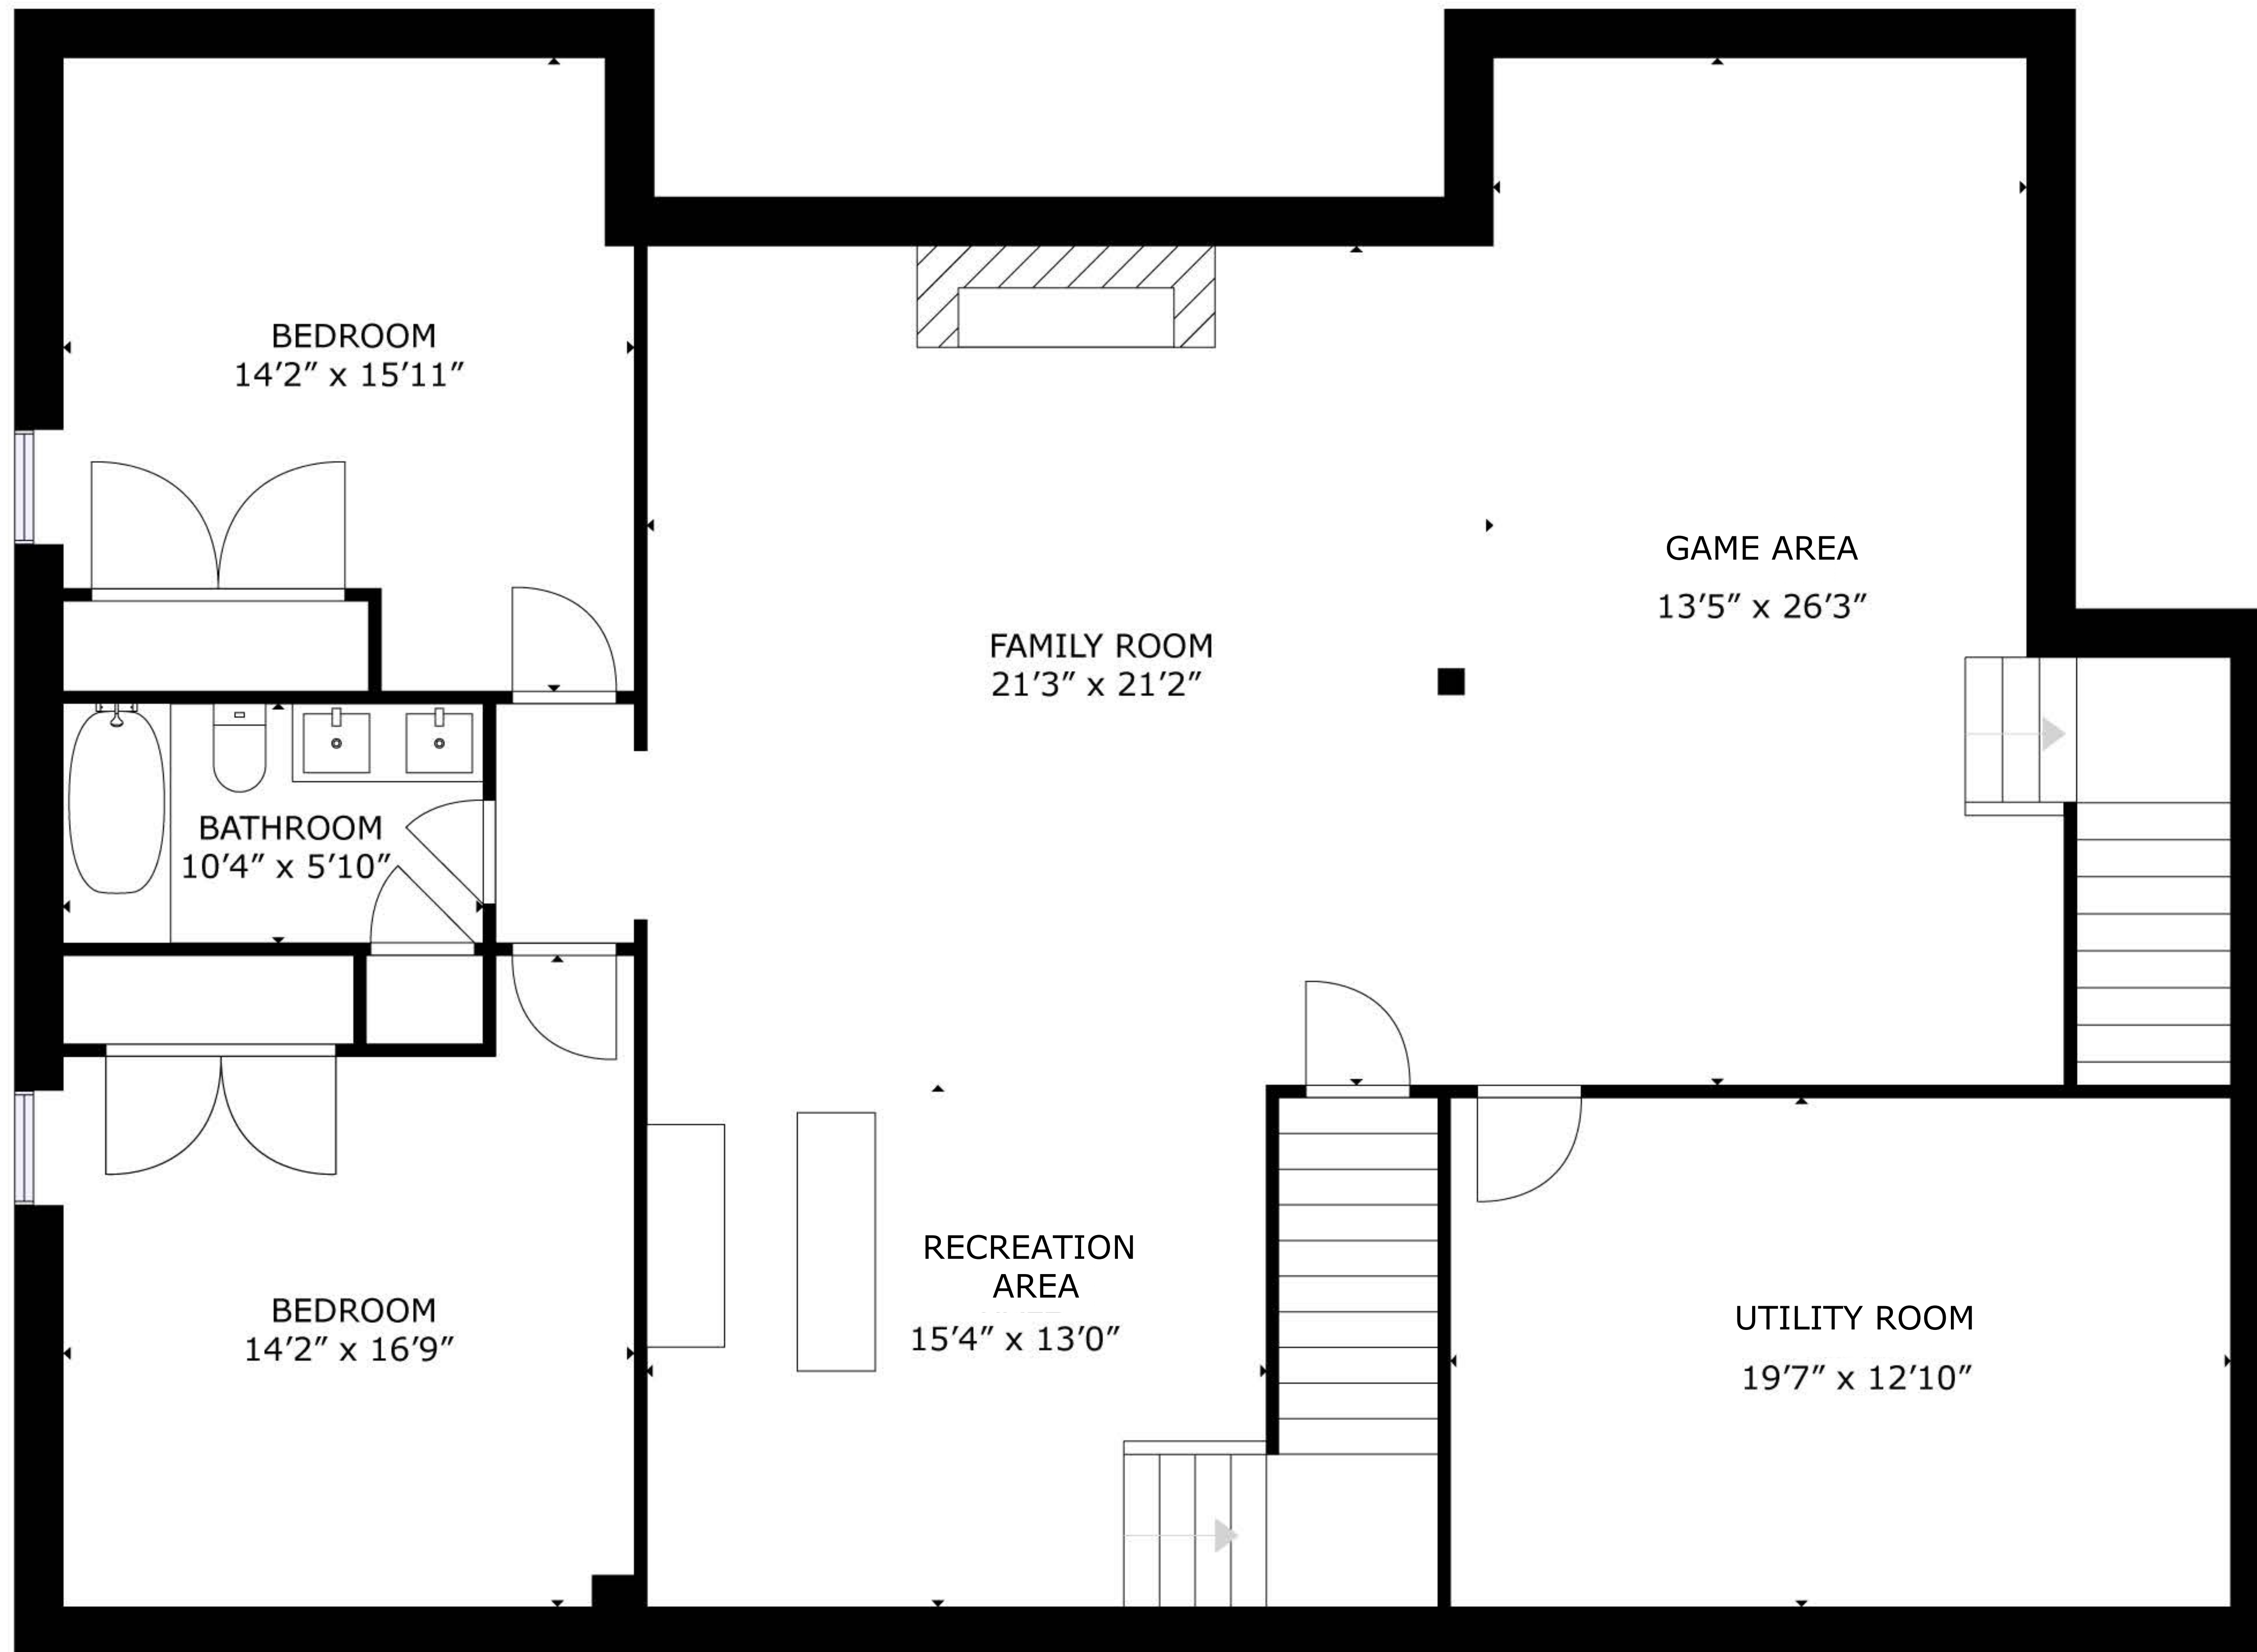 BEDROOM
14’2” x 15’11”
GAME AREA
13’5” x 26’3”
FAMILY ROOM
21’3” x 21’2”
BATHROOM
10’4” x 5’10”
RECREATION
AREA
15’4” x 13’0”
BEDROOM
14’2” x 16’9”
UTILITY ROOM
19’7” x 12’10”